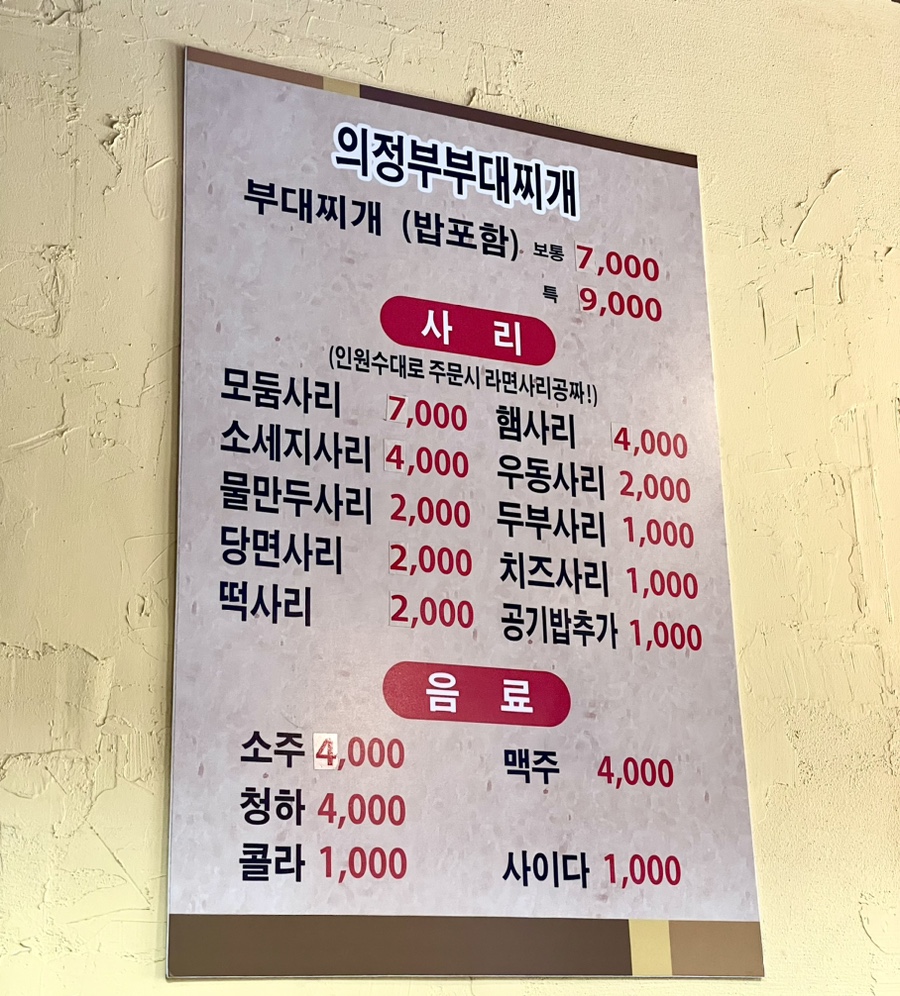 의정부부대찌개
부대찌개 (밥포함) 보통 7,000
특 9,000
사 리
(인원수대로 주문시 라면사리공짜!)
모둠사리 7,000 햄사리 4,000
소세지사리 4,000 우동사리 2,000
물만두사리 2,000 두부사리 1,000
당면사리 2,000 치즈사리 1,000
떡사리 2,000 공기밥추가 1,000
음 료
소주 4,000 맥주 4,000
청하 4,000
콜라 1,000 사이다 1,000